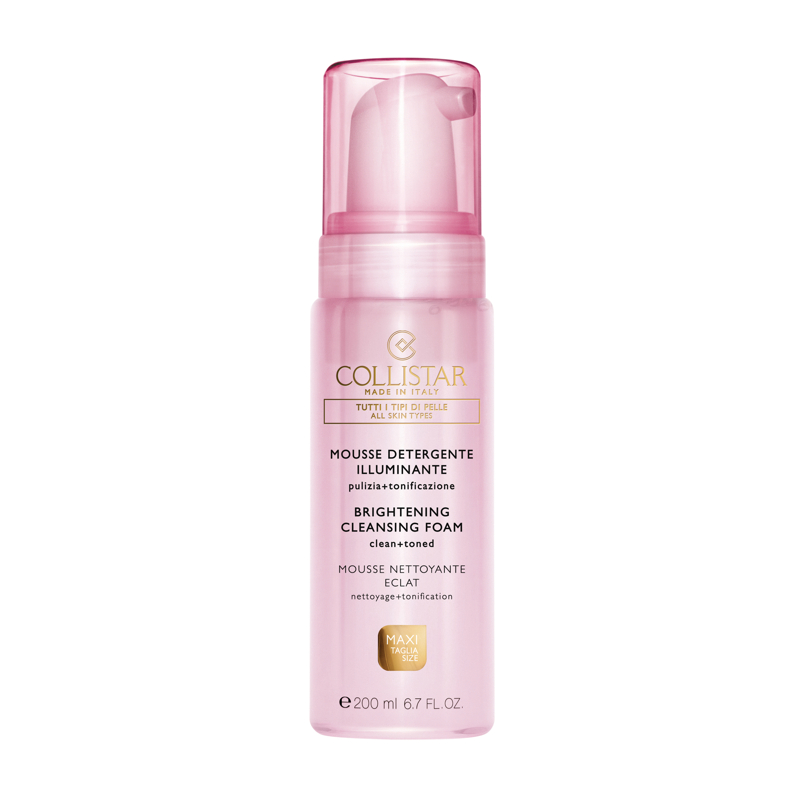 COLLISTAR
MADE IN ITALY
TUTTI I TIPI DI PELLE
ALL SKIN TYPES
MOUSSE DETERGENTE
ILLUMINANTE
pulizia+tonificazione
BRIGHTENING
CLEANSING FOAM
clean+toned
MOUSSE NETTOYANTE
ECLAT
nettoyage+tonification
MAXI
TAGLIA
SIZE
℮200 ml 6.7 FL.OZ.